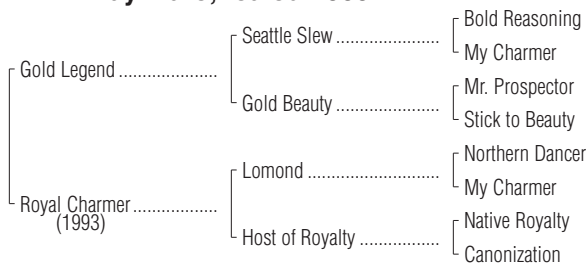 Bold Reasoning
Seattle Slew
My Charmer
Gold Legend
Mr. Prospector
Gold Beauty
Stick to Beauty
Northern Dancer
Lomond
My Charmer
Royal Charmer
(1993)
Native Royalty
Host of Royalty
Canonization